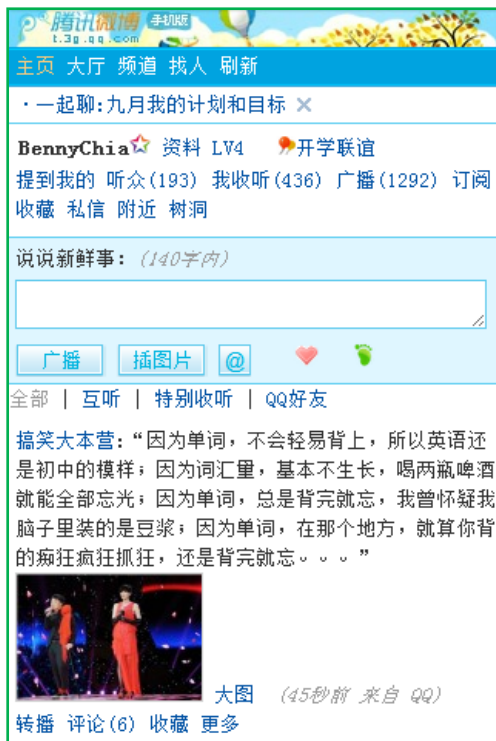 腾讯微博 手机版
t.3g.qq.com
主页 大厅 频道 找人 刷新
·一起聊:九月我的计划和目标 ×
BennyChia 资料 LV4 开学联谊
提到我的 听众(193) 我收听(436) 广播(1292) 订阅
收藏 私信 附近 树洞
说说新鲜事: (140字内)
广播 插图片 @
全部 | 互听 | 特别收听 | QQ好友
搞笑大本营:“因为单词，不会轻易背上，所以英语还
是初中的模样；因为词汇量，基本不生长，喝两瓶啤酒
就能全部忘光；因为单词，总是背完就忘，我曾怀疑我
脑子里装的是豆浆；因为单词，在那个地方，就算你背
的痴狂疯狂抓狂，还是背完就忘。。。”
大图 (45秒前 来自 QQ)
转播 评论(6) 收藏 更多